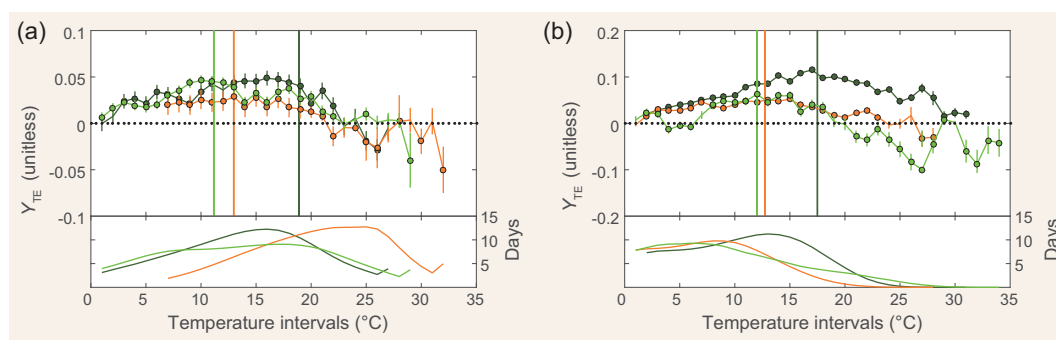 (a)
0.1
0.05
0
-0.05
-0.1
Y_TE (unitless)
15
10
5
Days
0 5 10 15 20 25 30 35
Temperature intervals (°C)
(b)
0.2
0.1
0
-0.1
-0.2
Y_TE (unitless)
15
10
5
Days
0 5 10 15 20 25 30 35
Temperature intervals (°C)